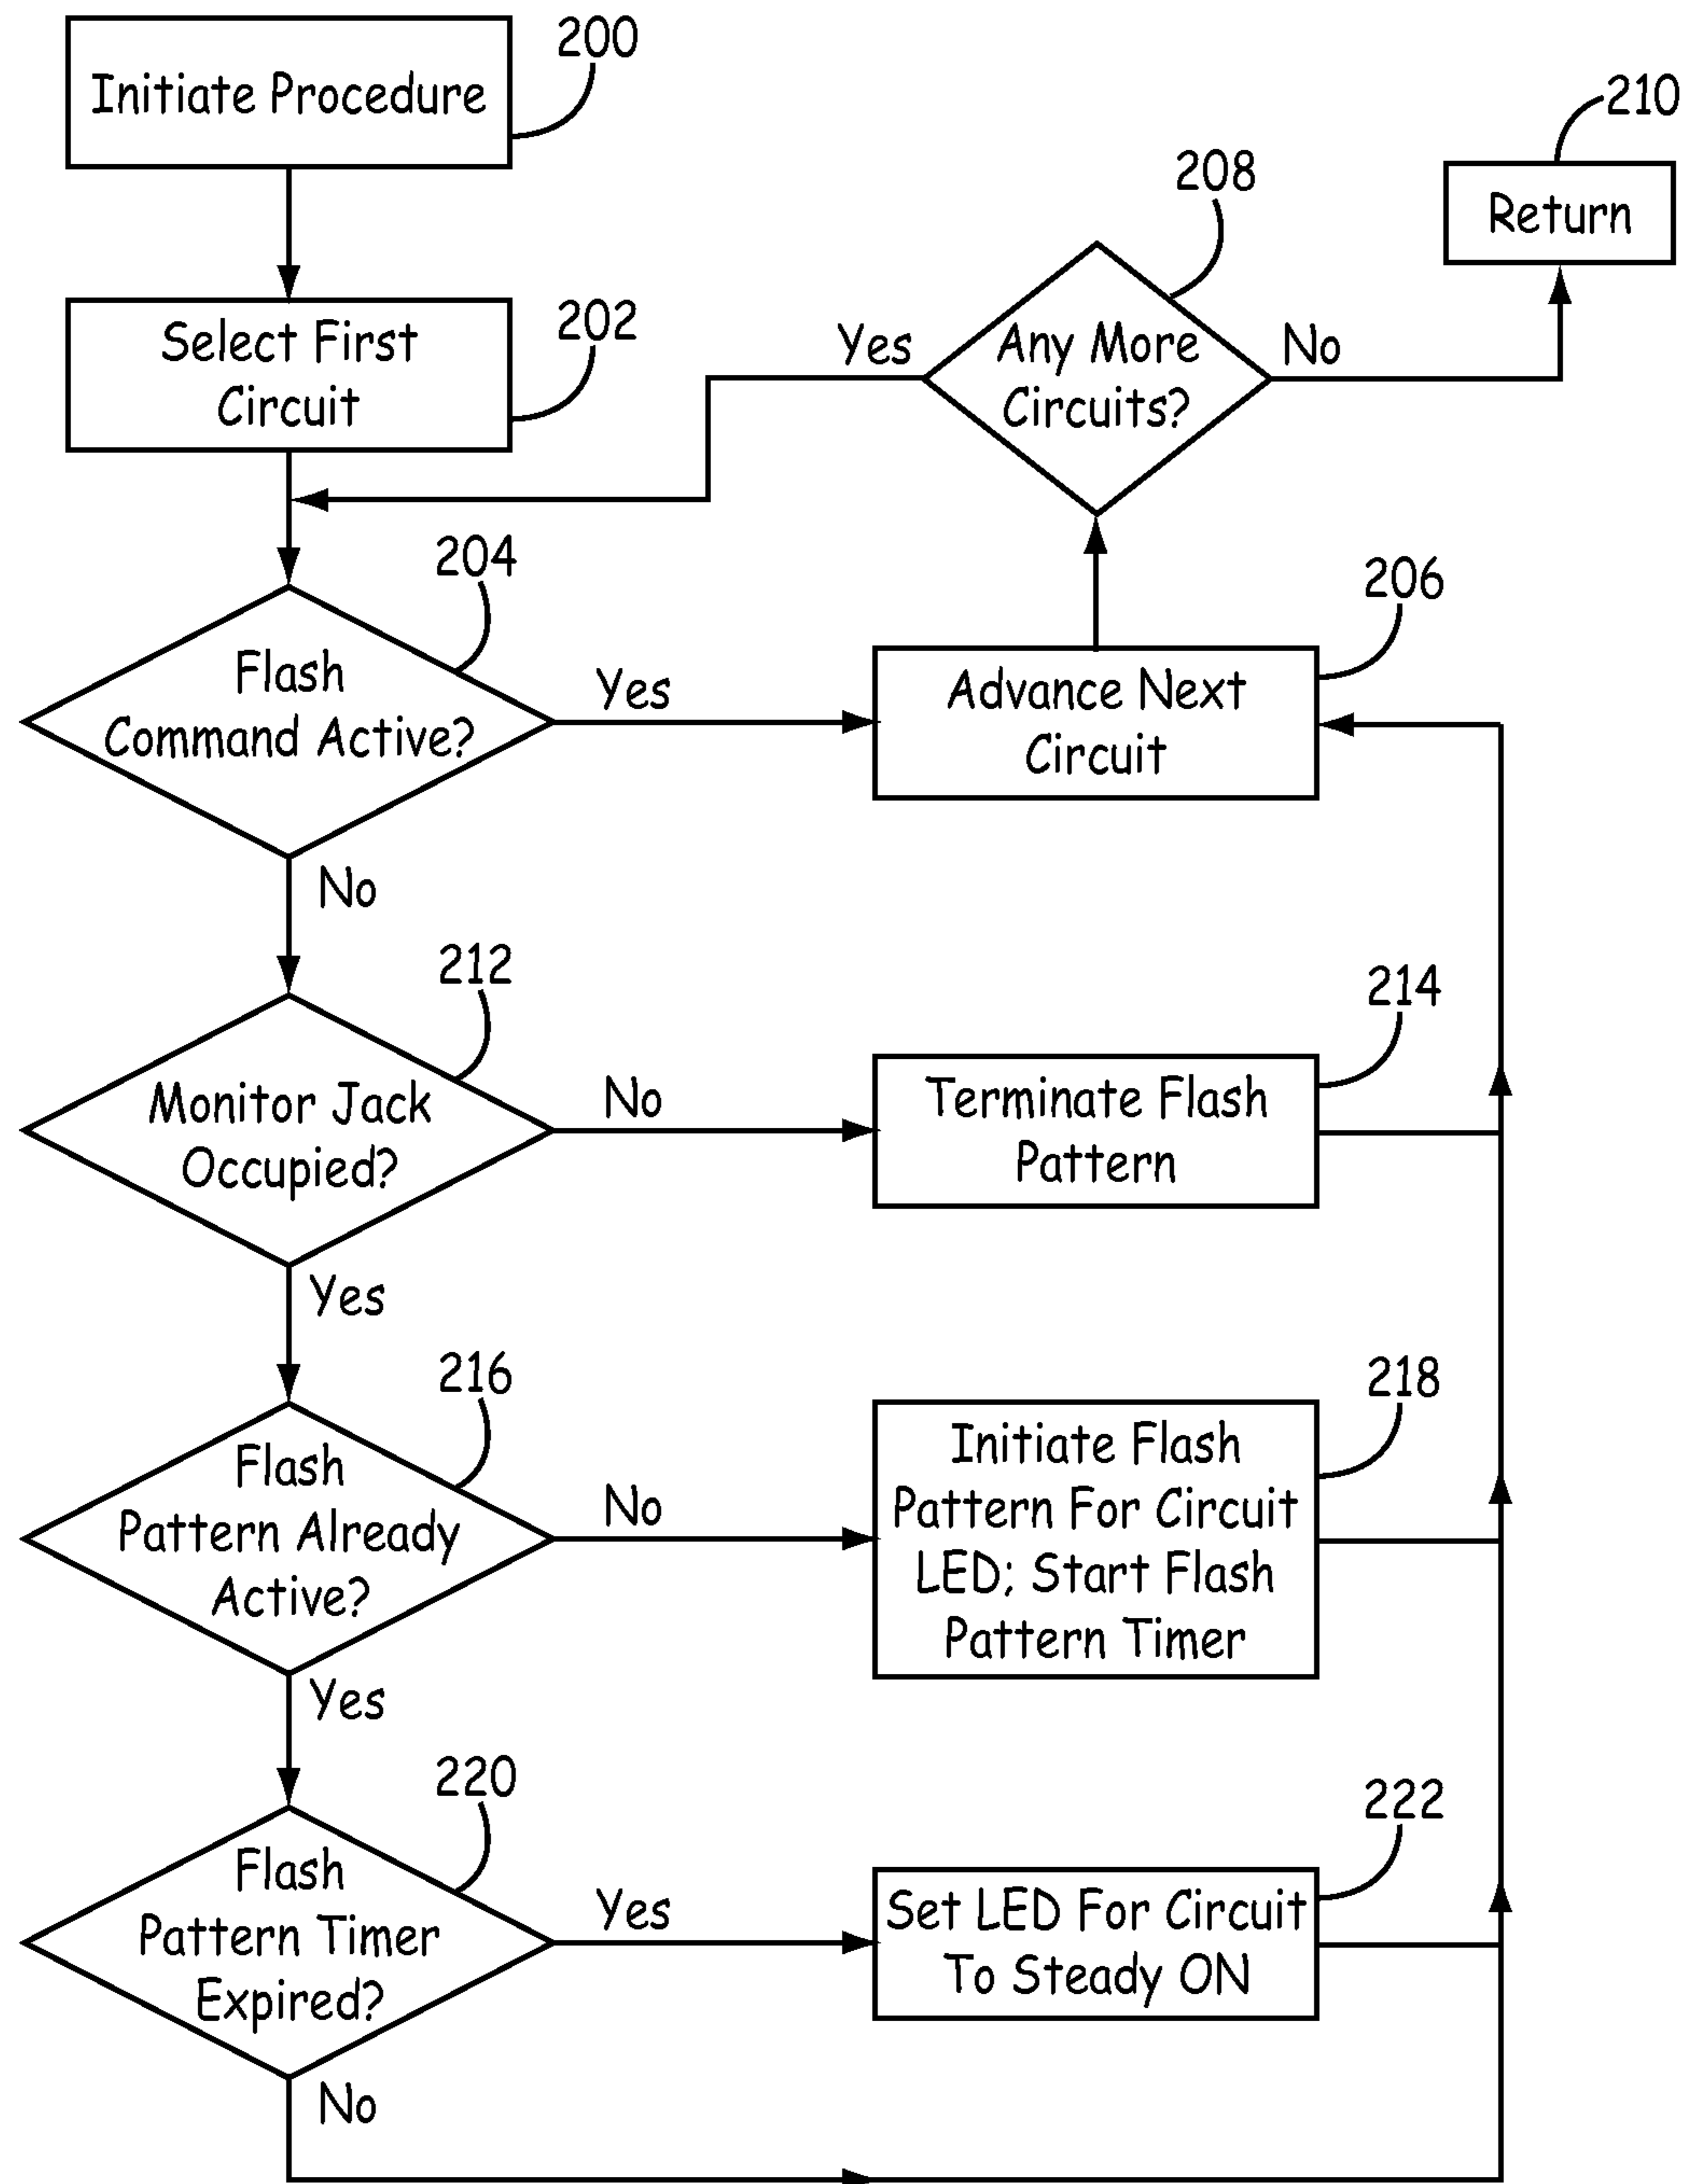 Initiate Procedure
200
Select First
Circuit
202
Flash
Command Active?
204
Yes
No
Advance Next
Circuit
206
Any More
Circuits?
208
Yes
No
Return
210
Monitor Jack
Occupied?
212
No
Yes
Terminate Flash
Pattern
214
Flash
Pattern Already
Active?
216
No
Yes
Initiate Flash
Pattern For Circuit
LED; Start Flash
Pattern Timer
218
Flash
Pattern Timer
Expired?
220
Yes
No
Set LED For Circuit
To Steady ON
222